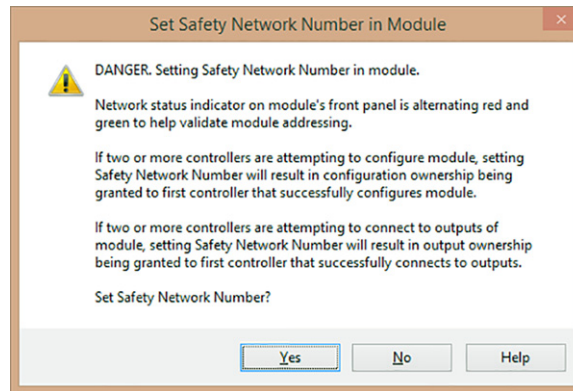 Set Safety Network Number in Module
DANGER. Setting Safety Network Number in module.
Network status indicator on module's front panel is alternating red and
green to help validate module addressing.
If two or more controllers are attempting to configure module, setting
Safety Network Number will result in configuration ownership being
granted to first controller that successfully configures module.
If two or more controllers are attempting to connect to outputs of
module, setting Safety Network Number will result in output ownership
being granted to first controller that successfully connects to outputs.
Set Safety Network Number?
Yes No Help